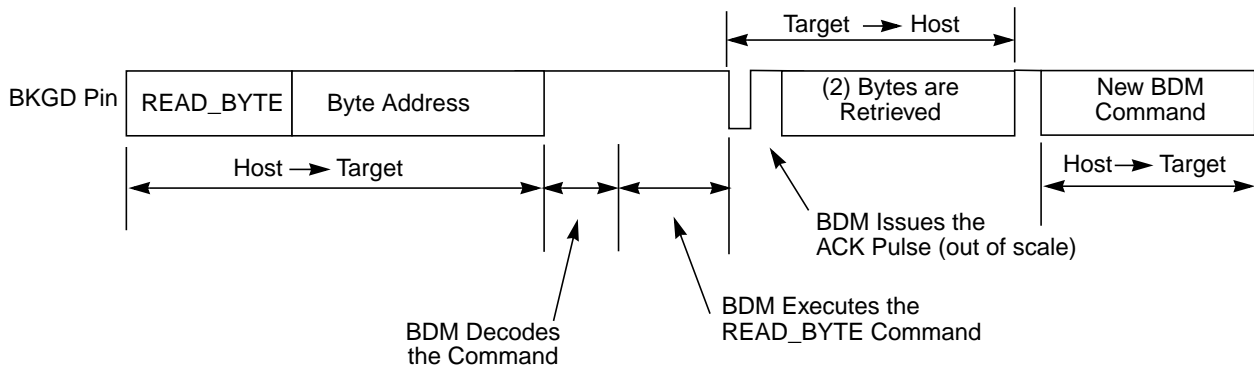 Target Host
BKGD Pin
READ_BYTE
Byte Address
(2) Bytes are
Retrieved
New BDM
Command
Host Target
Host Target
BDM Issues the
ACK Pulse (out of scale)
BDM Executes the
READ_BYTE Command
BDM Decodes
the Command